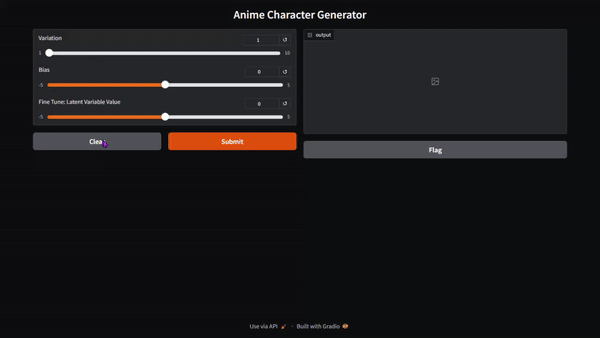 Anime Character Generator
Variation
1
1
10
Bias
0
-5
5
Fine Tune: Latent Variable Value
0
-5
5
Clear
Submit
output
Flag
Use via API
·
Built with Gradio